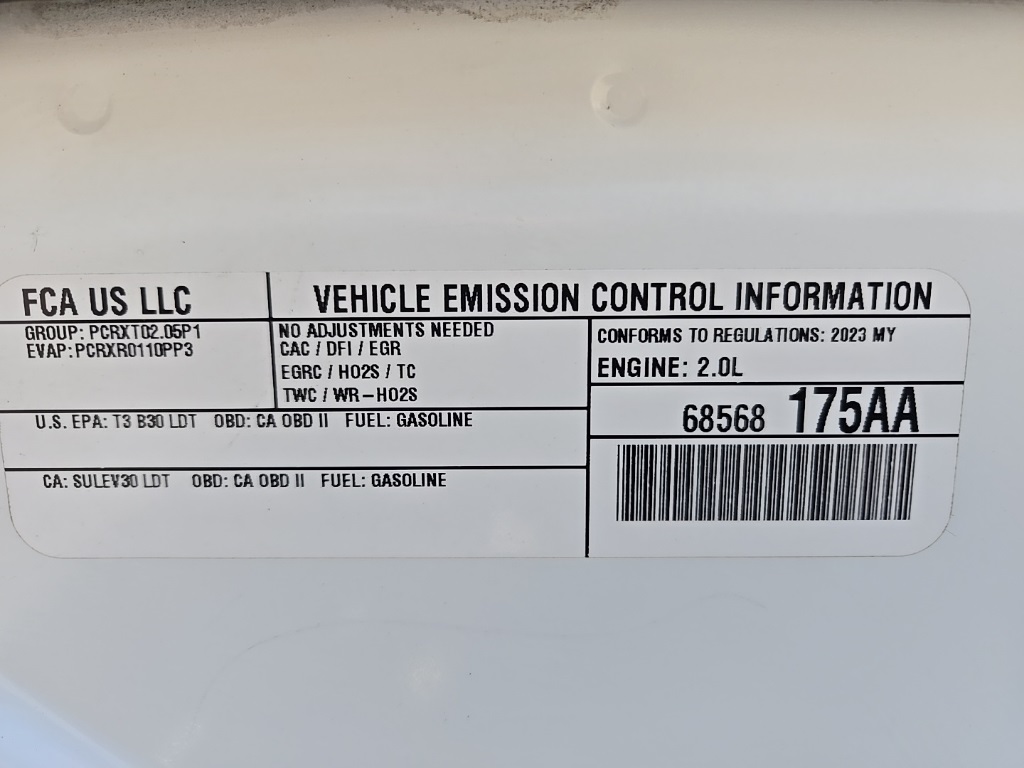 FCA US LLC
VEHICLE EMISSION CONTROL INFORMATION
GROUP: PCRXT02.05P1
EVAP: PCRXR0110PP3
NO ADJUSTMENTS NEEDED
CAC / DFI / EGR
EGRC / HO2S / TC
TWC / WR-HO2S
CONFORMS TO REGULATIONS: 2023 MY
ENGINE: 2.0L
68568 175AA
U.S. EPA: T3 B30 LDT OBD: CA OBD II FUEL: GASOLINE
CA: SULEV30 LDT OBD: CA OBD II FUEL: GASOLINE